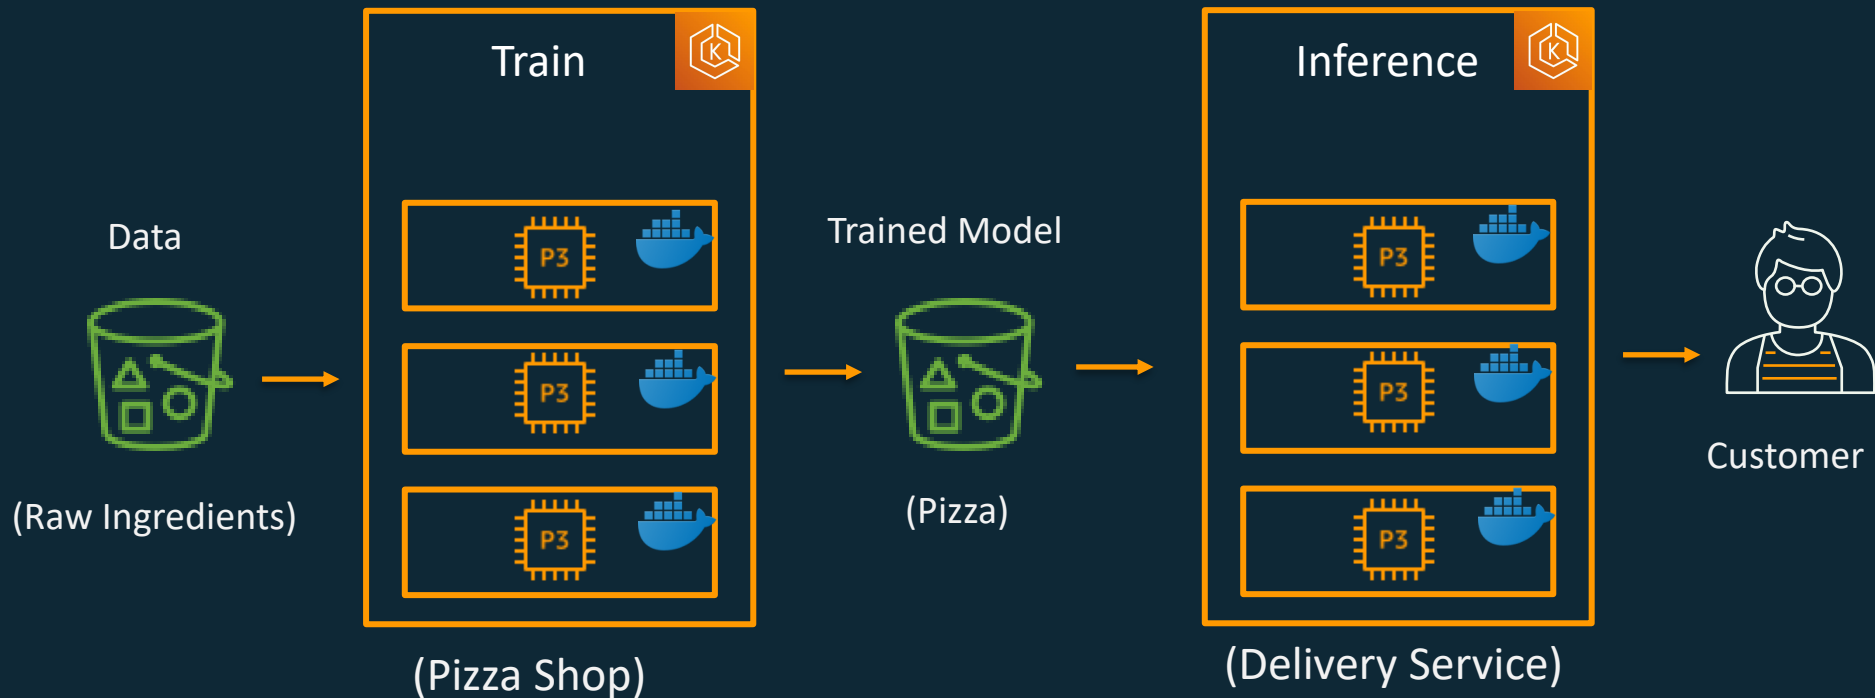 Data
(Raw Ingredients)
Train
K
P3
P3
P3
(Pizza Shop)
Trained Model
(Pizza)
Inference
K
P3
P3
P3
(Delivery Service)
Customer